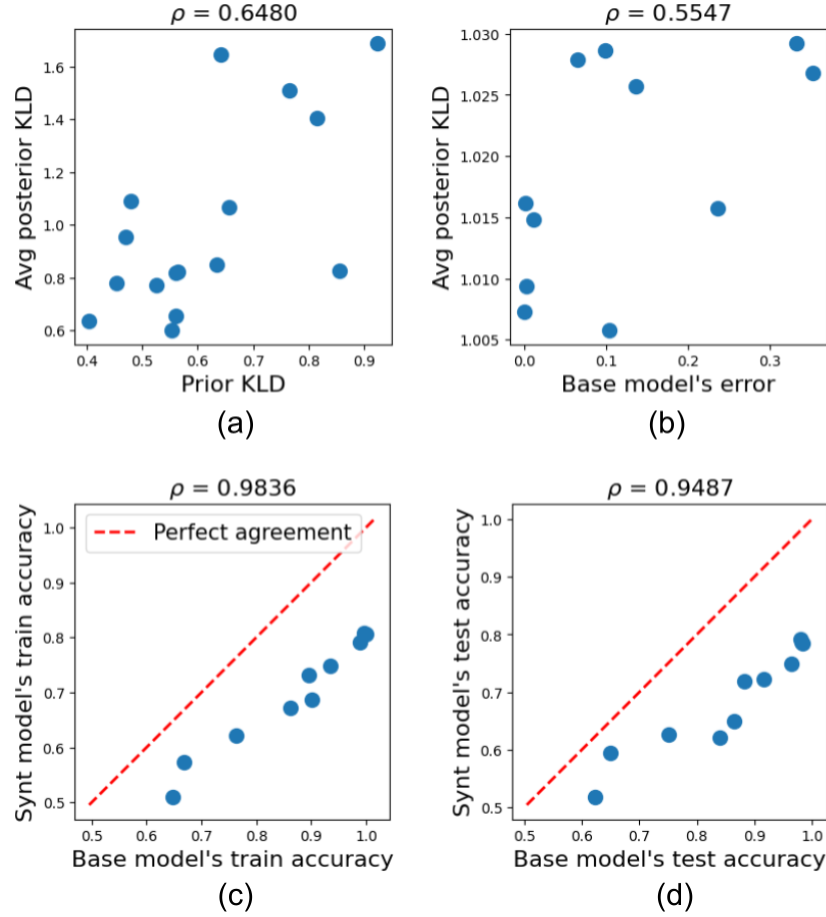 ρ = 0.6480
Avg posterior KLD
1.6
1.4
1.2
1.0
0.8
0.6
0.4 0.5 0.6 0.7 0.8 0.9
Prior KLD
(a)
ρ = 0.5547
Avg posterior KLD
1.030
1.025
1.020
1.015
1.010
1.005
0.0 0.1 0.2 0.3
Base model's error
(b)
ρ = 0.9836
Perfect agreement
Synt model's train accuracy
1.0
0.9
0.8
0.7
0.6
0.5
0.5 0.6 0.7 0.8 0.9 1.0
Base model's train accuracy
(c)
ρ = 0.9487
Synt model's test accuracy
1.0
0.9
0.8
0.7
0.6
0.5
0.5 0.6 0.7 0.8 0.9 1.0
Base model's test accuracy
(d)